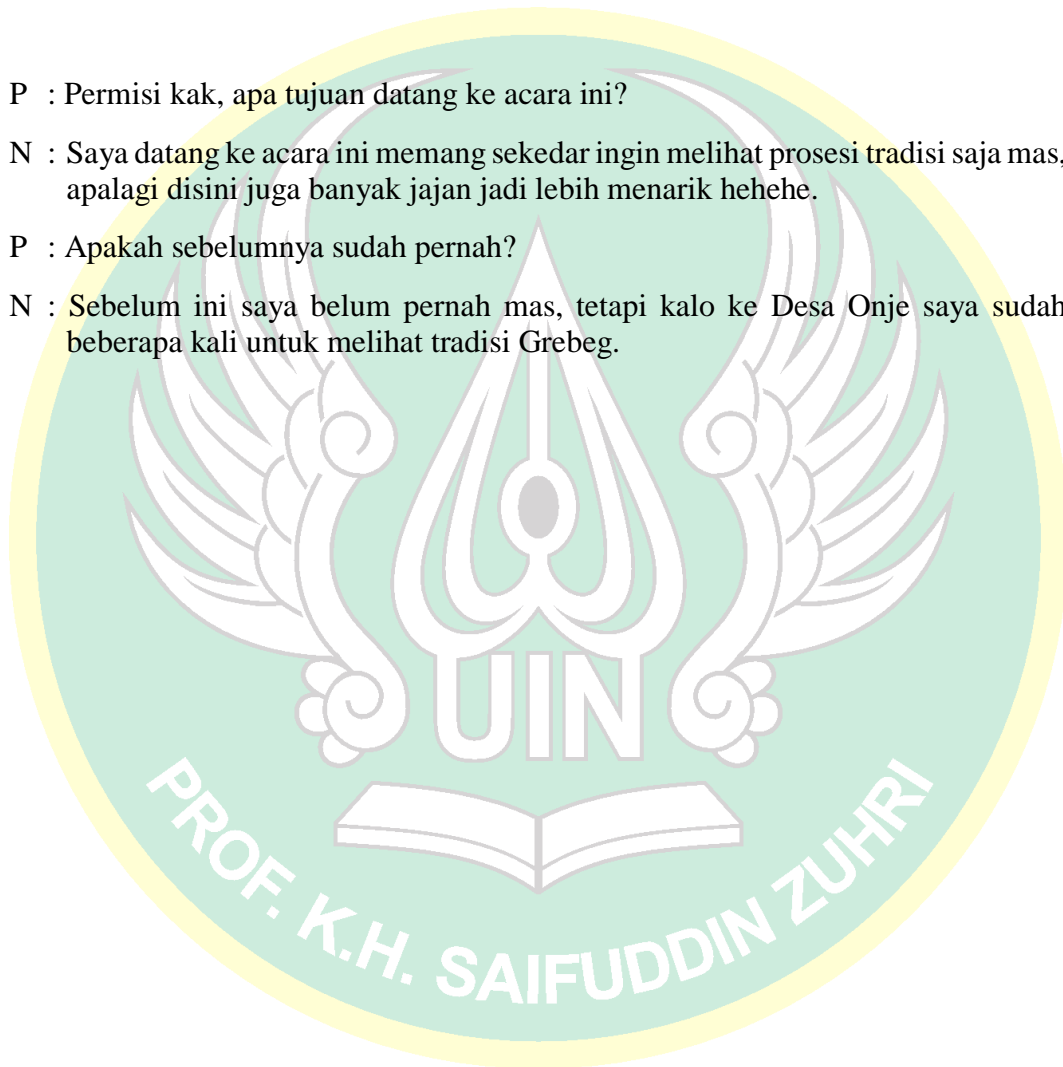 P : Permisi kak, apa tujuan datang ke acara ini?
N : Saya datang ke acara ini memang sekedar ingin melihat prosesi tradisi saja mas,
apalagi disini juga banyak jajan jadi lebih menarik hehehe.
P : Apakah sebelumnya sudah pernah?
N : Sebelum ini saya belum pernah mas, tetapi kalo ke Desa Onje saya sudah
beberapa kali untuk melihat tradisi Grebeg.
UIN
PROF. K.H. SAIFUDDIN ZUHRI